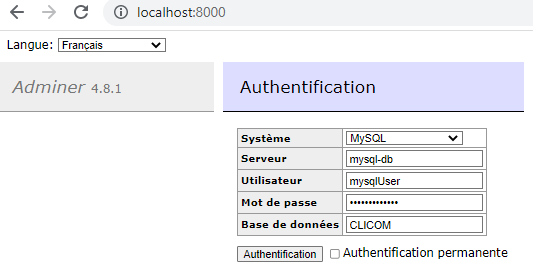 localhost:8000
Langue: Français
Adminer 4.8.1
Authentification
Système MySQL
Serveur mysql-db
Utilisateur mysqlUser
Mot de passe •••••••••••••
Base de données CLICOM
Authentification Authentification permanente